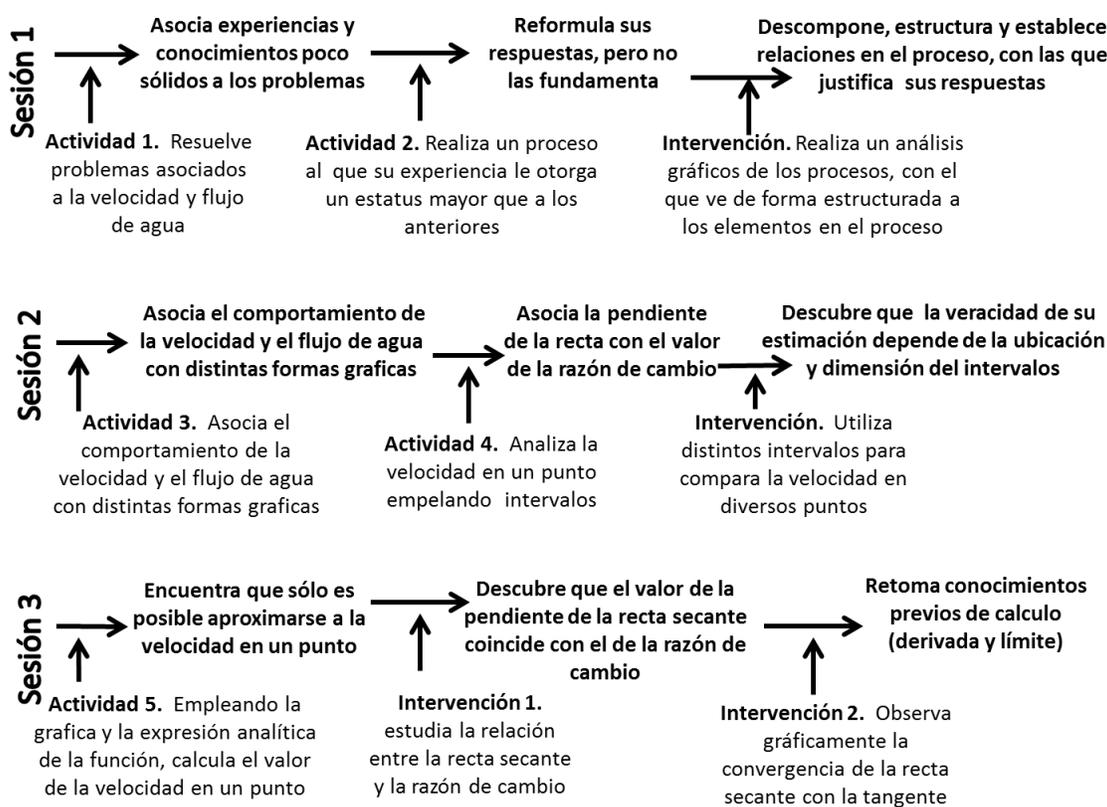 Sesión 1
Asocia experiencias y
conocimientos poco
sólidos a los problemas
Reformula sus
respuestas, pero no
las fundamenta
Descompone, estructura y establece
relaciones en el proceso, con las que
justifica sus respuestas
Actividad 1. Resuelve
problemas asociados
a la velocidad y flujo
de agua
Actividad 2. Realiza un proceso
al que su experiencia le otorga
un estatus mayor que a los
anteriores
Intervención. Realiza un análisis
gráficos de los procesos, con el
que ve de forma estructurada a
los elementos en el proceso
Sesión 2
Asocia el comportamiento de
la velocidad y el flujo de agua
con distintas formas graficas
Asocia la pendiente
de la recta con el valor
de la razón de cambio
Descubre que la veracidad de su
estimación depende de la ubicación
y dimensión del intervalos
Actividad 3. Asocia el
comportamiento de la
velocidad y el flujo de agua
con distintas formas graficas
Actividad 4. Analiza la
velocidad en un punto
empelando intervalos
Intervención. Utiliza
distintos intervalos para
compara la velocidad en
diversos puntos
Sesión 3
Encuentra que sólo es
posible aproximarse a la
velocidad en un punto
Descubre que el valor de la
pendiente de la recta secante
coincide con el de la razón de
cambio
Retoma conocimientos
previos de calculo
(derivada y límite)
Actividad 5. Empleando la
grafica y la expresión analítica
de la función, calcula el valor
de la velocidad en un punto
Intervención 1.
estudia la relación
entre la recta secante
y la razón de cambio
Intervención 2. Observa
gráficamente la
convergencia de la recta
secante con la tangente